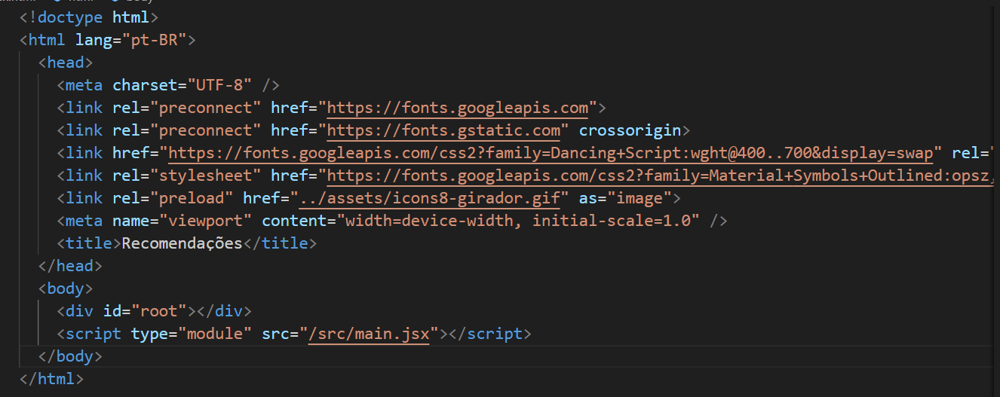 <!doctype html>
<html lang="pt-BR">
<head>
<meta charset="UTF-8" />
<link rel="preconnect" href="https://fonts.googleapis.com">
<link rel="preconnect" href="https://fonts.gstatic.com" crossorigin>
<link href="https://fonts.googleapis.com/css2?family=Dancing+Script:wght@400..700&display=swap" rel="
<link rel="stylesheet" href="https://fonts.googleapis.com/css2?family=Material+Symbols+Outlined:opsz,
<link rel="preload" href="../assets/icons8-girador.gif" as="image">
<meta name="viewport" content="width=device-width, initial-scale=1.0" />
<title>Recomendações</title>
</head>
<body>
<div id="root"></div>
<script type="module" src="/src/main.jsx"></script>
</body>
</html>